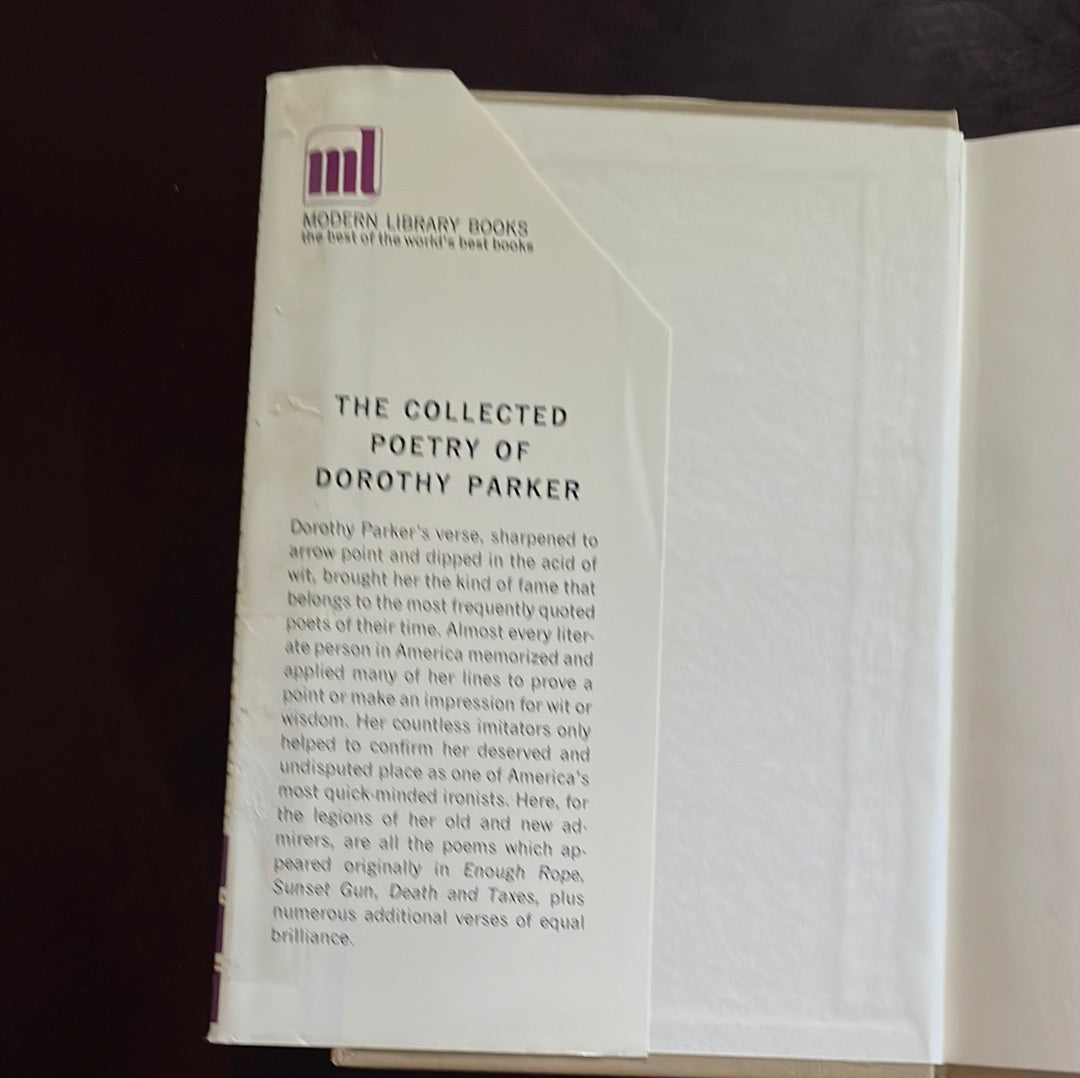 ml
MODERN LIBRARY BOOKS
the best of the world's best books
THE COLLECTED
POETRY OF
DOROTHY PARKER
Dorothy Parker's verse, sharpened to
arrow point and dipped in the acid of
wit, brought her the kind of fame that
belongs to the most frequently quoted
poets of their time. Almost every liter-
ate person in America memorized and
applied many of her lines to prove a
point or make an impression for wit or
wisdom. Her countless imitators only
helped to confirm her deserved and
undisputed place as one of America's
most quick-minded ironists. Here, for
the legions of her old and new ad-
mirers, are all the poems which ap-
peared originally in Enough Rope,
Sunset Gun, Death and Taxes, plus
numerous additional verses of equal
brilliance.